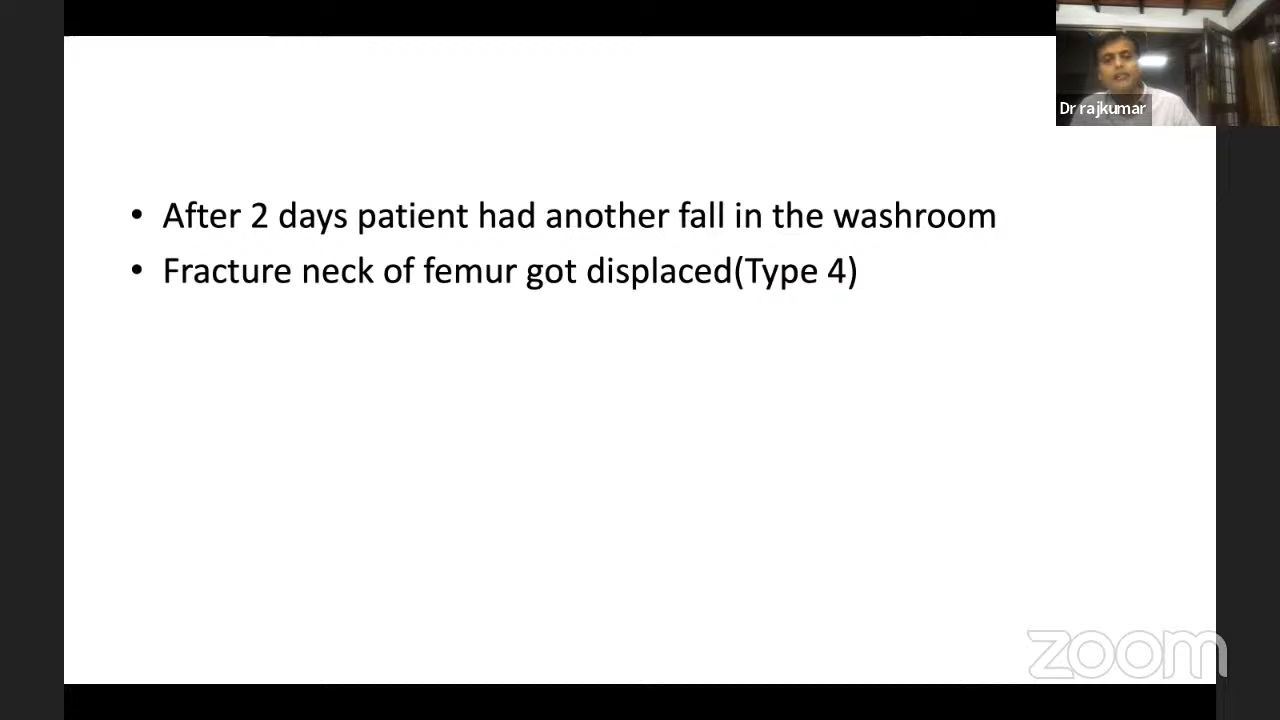 Dr rajkumar
• After 2 days patient had another fall in the washroom
• Fracture neck of femur got displaced(Type 4)
zoom